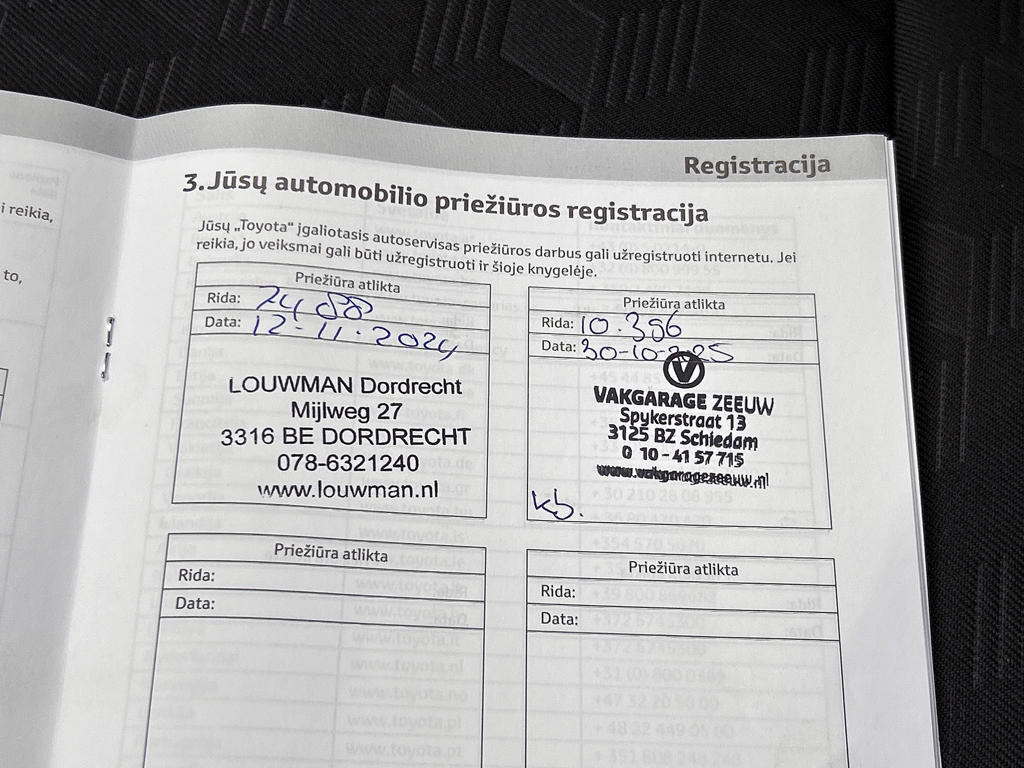 i reikia,
to,
Registracija
3. Jūsų automobilio priežiūros registracija
Jūsų „Toyota“ įgaliotasis autoservisas priežiūros darbus gali užregistruoti internetu. Jei
reikia, jo veiksmai gali būti užregistruoti ir šioje knygelėje.
Priežiūra atlikta
Rida: 7488
Data: 12-11-2024
LOUWMAN Dordrecht
Mijlweg 27
3316 BE DORDRECHT
078-6321240
www.louwman.nl
Priežiūra atlikta
Rida: 10.386
Data: 30-10-2025
V
VAKGARAGE ZEEUW
Spykerstraat 13
3125 BZ Schiedam
0 10 - 41 57 715
www.vakgaragezeeuw.nl
kb.
Priežiūra atlikta
Rida:
Data:
Priežiūra atlikta
Rida:
Data: